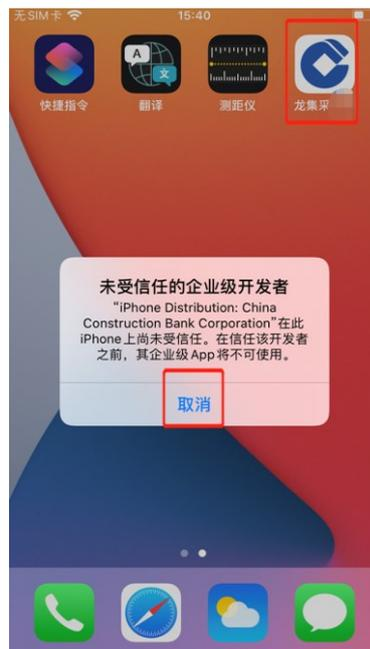 无SIM卡
15:40
A
文
快捷指令
翻译
测距仪
龙集采
未受信任的企业级开发者
“iPhone Distribution: China
Construction Bank Corporation”在此
iPhone上尚未受信任。在信任该开发者
之前，其企业级App将不可使用。
取消